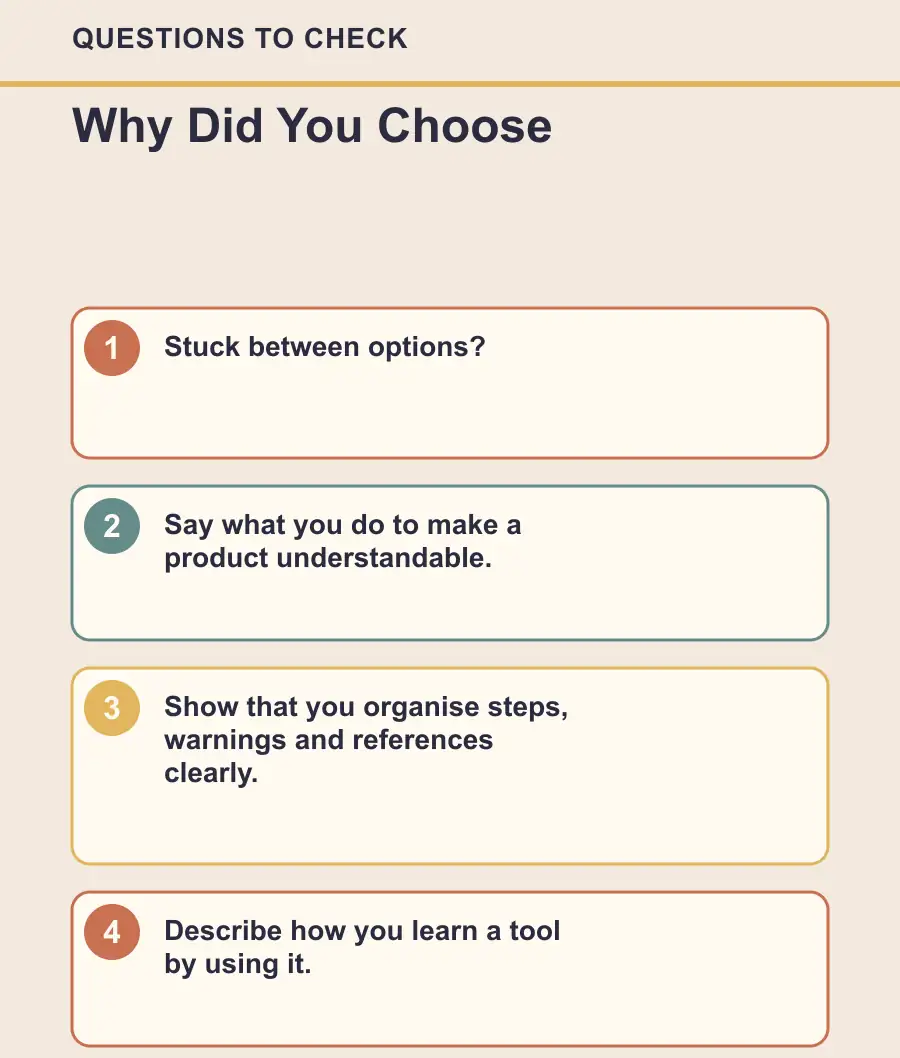 QUESTIONS TO CHECK
Why Did You Choose
1
Stuck between options?
2
Say what you do to make a
product understandable.
3
Show that you organise steps,
warnings and references
clearly.
4
Describe how you learn a tool
by using it.